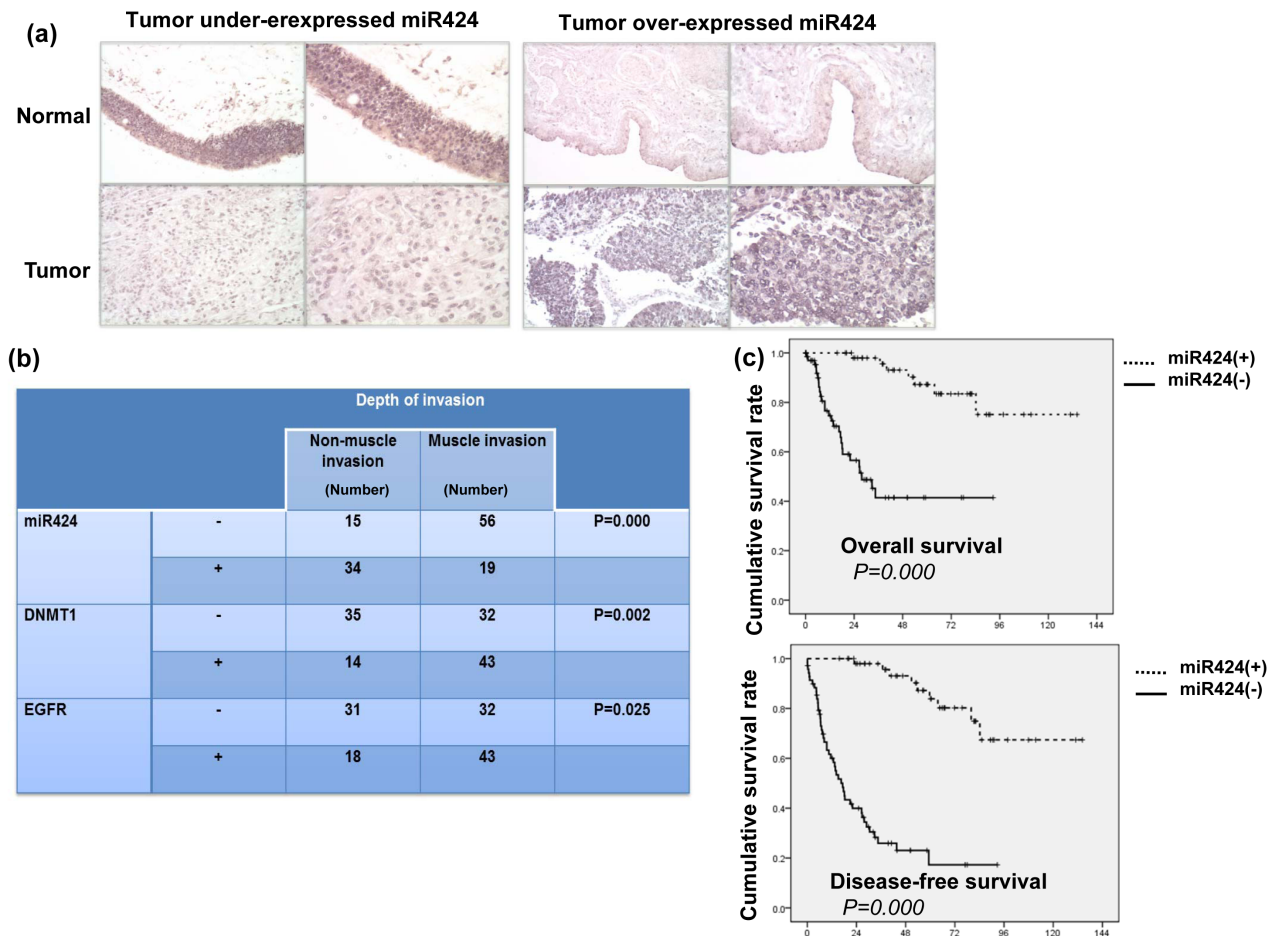 (a)
Tumor under-erexpressed miR424
Tumor over-expressed miR424
Normal
Tumor
(b)
Depth of invasion
Non-muscle invasion (Number)
Muscle invasion (Number)
miR424 - 15 56 P=0.000
+ 34 19
DNMT1 - 35 32 P=0.002
+ 14 43
EGFR - 31 32 P=0.025
+ 18 43
(c)
Cumulative survival rate
1.0
0.8
0.6
0.4
0.2
0.0
0 24 48 72 96 120 144
Overall survival
P=0.000
miR424(+)
miR424(-)
Cumulative survival rate
1.0
0.8
0.6
0.4
0.2
0.0
0 24 48 72 96 120 144
Disease-free survival
P=0.000
miR424(+)
miR424(-)